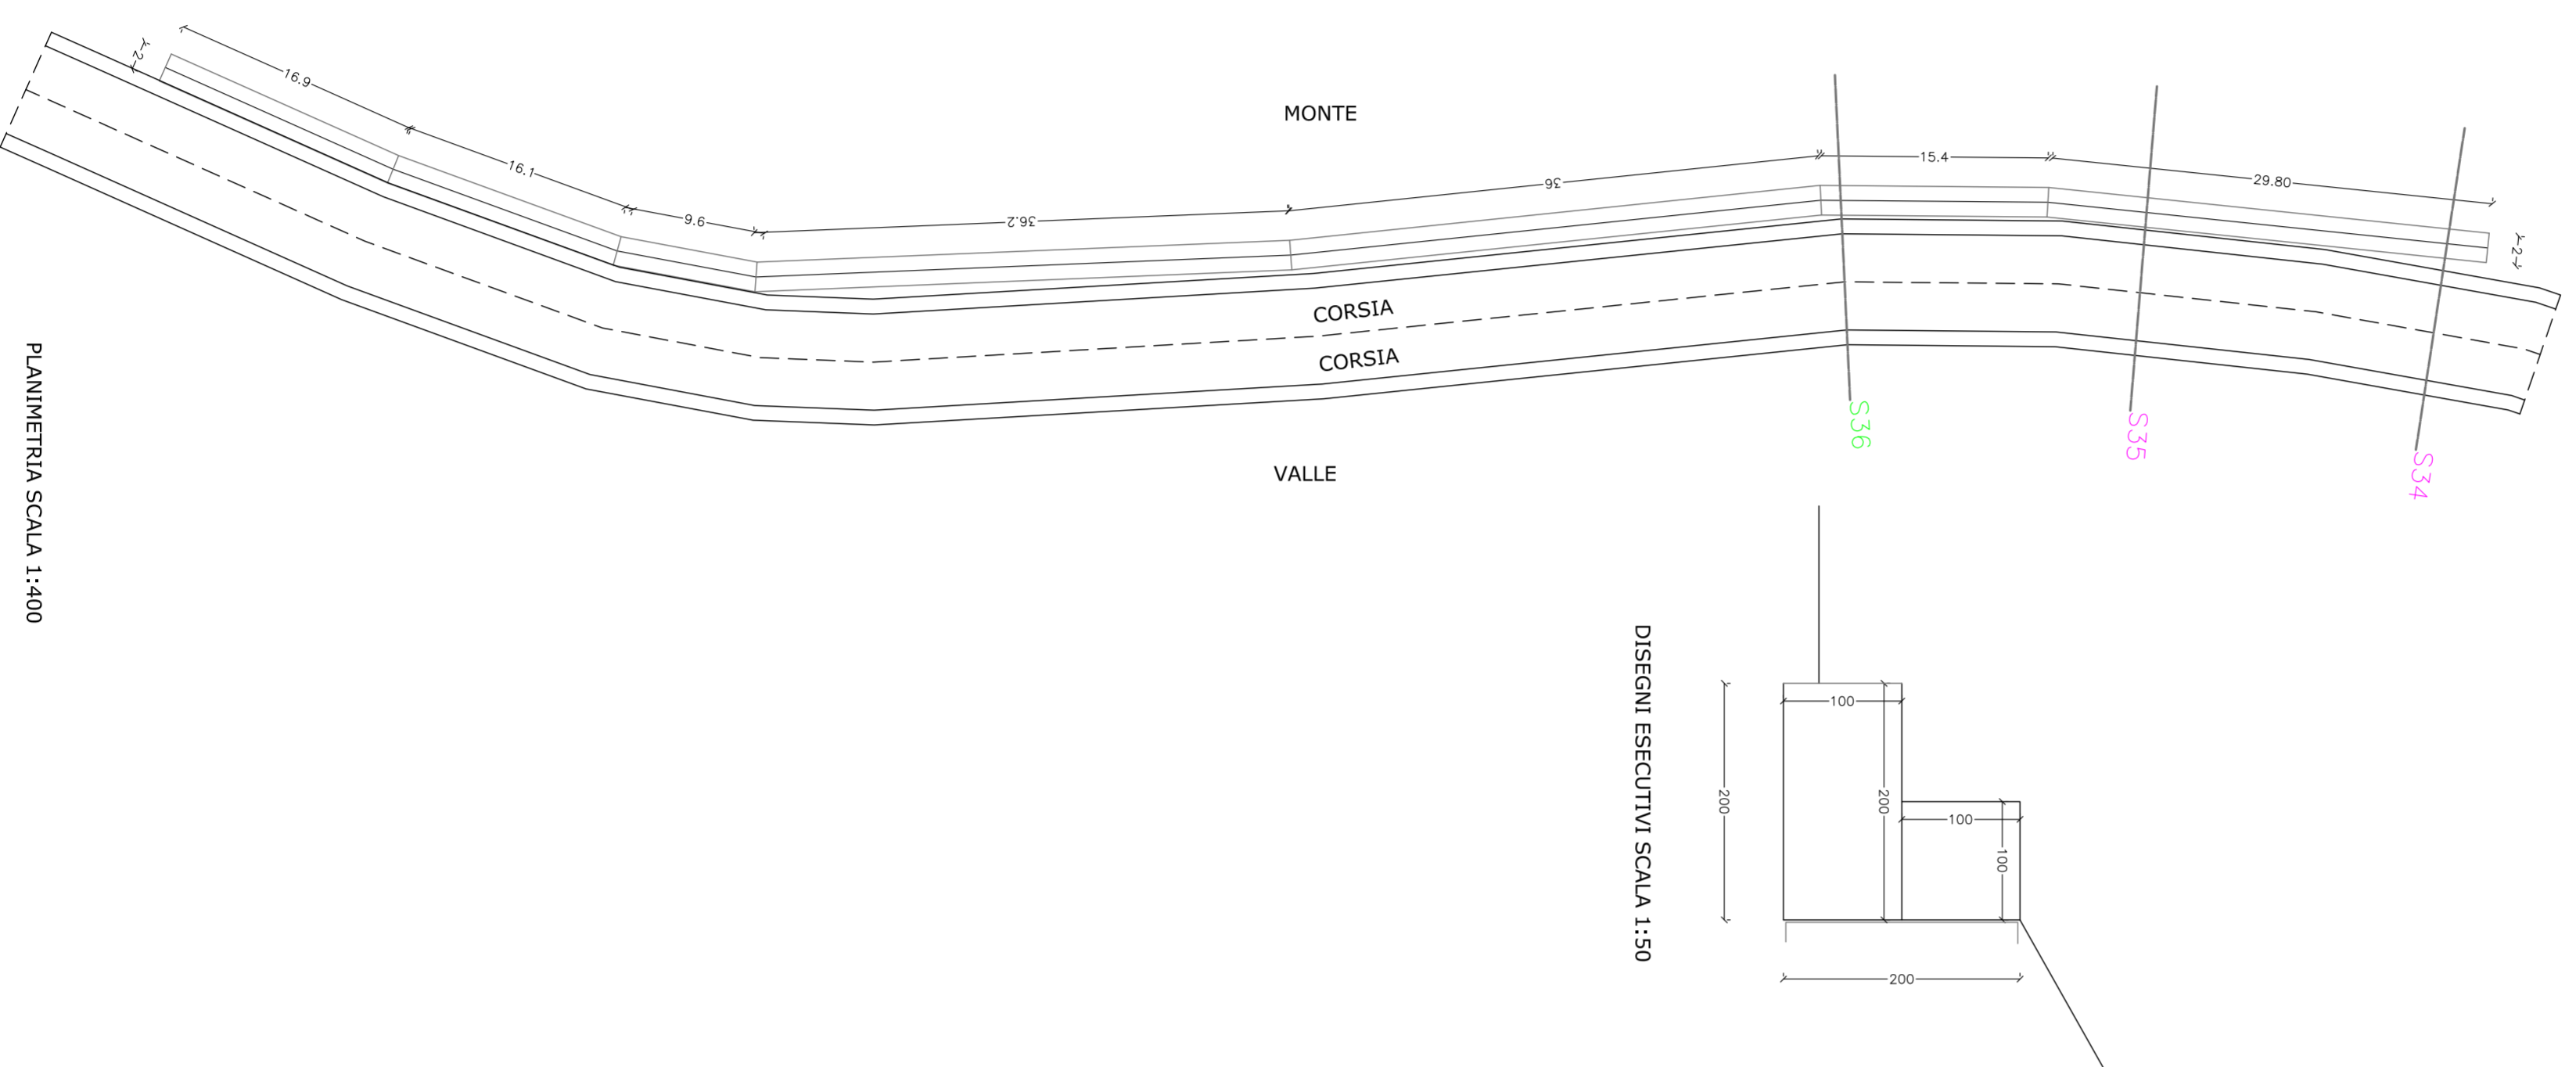 2
16.9
16.1
9.6
36.2
MONTE
36
15.4
29.80
2
CORSIA
CORSIA
VALLE
S36
S35
S34
PLANIMETRIA SCALA 1:400
DISEGNI ESECUTIVI SCALA 1:50
100
200
200
100
100
200